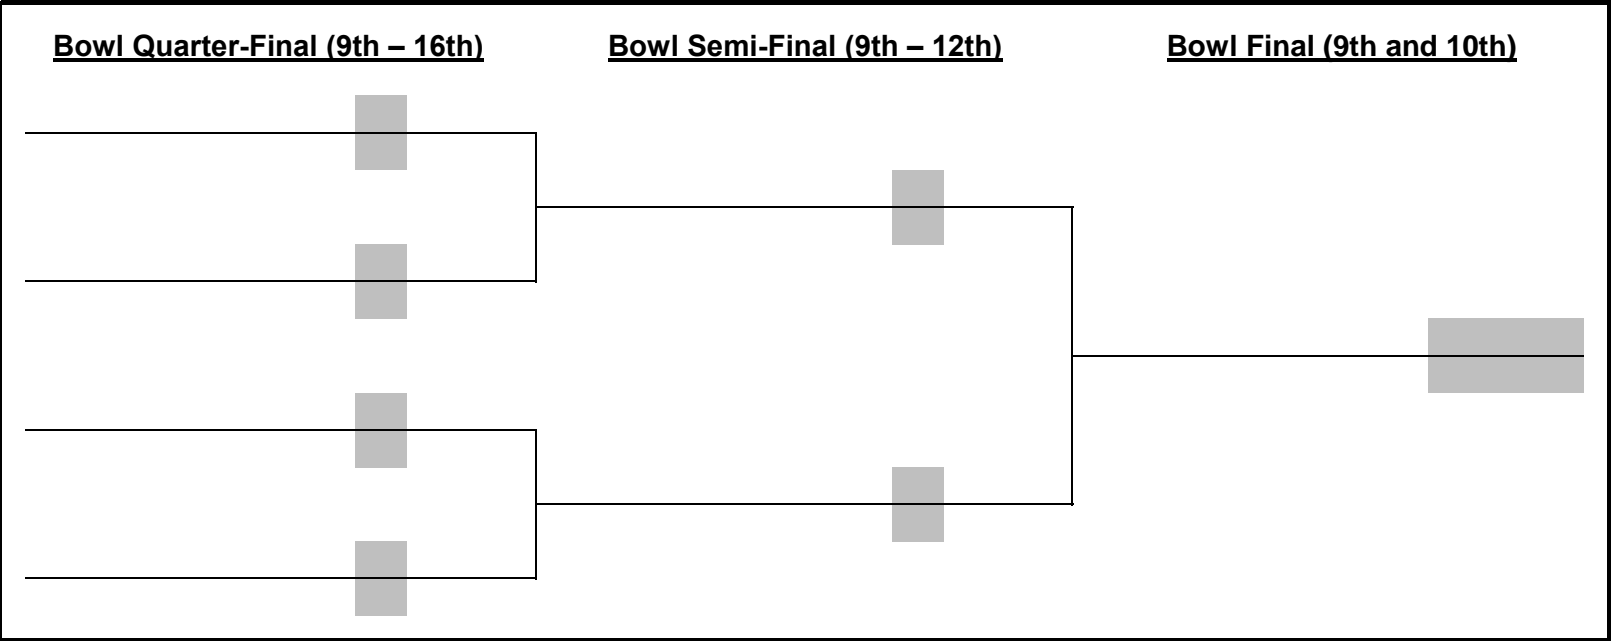 Bowl Quarter-Final (9th – 16th)
Bowl Semi-Final (9th – 12th)
Bowl Final (9th and 10th)